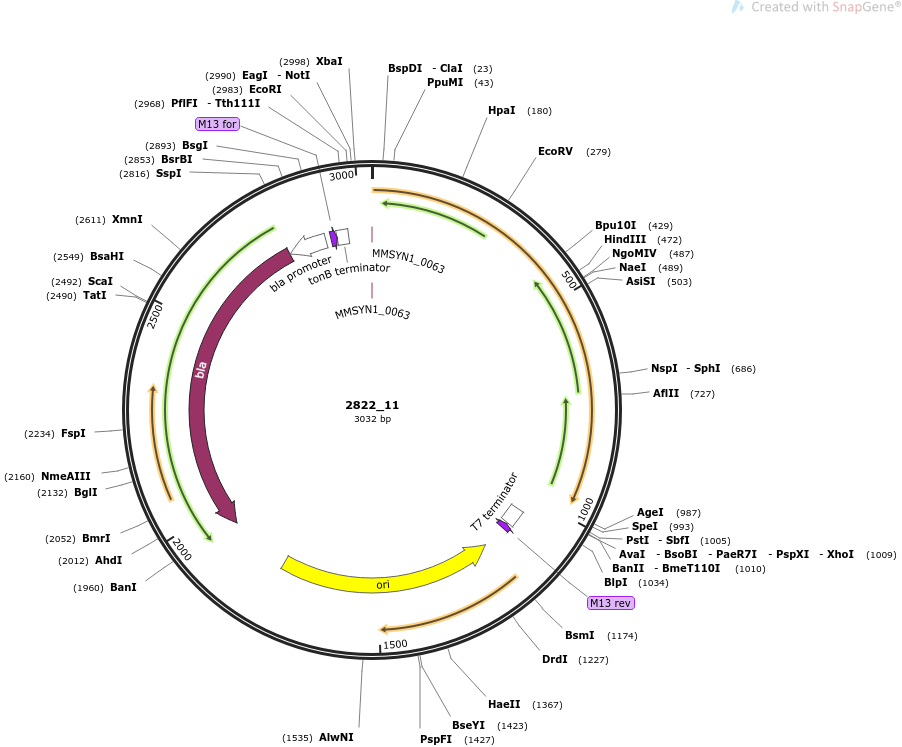 Created with SnapGene®
(2998) XbaI
(2990) EagI - NotI
(2983) EcoRI
(2968) PflFI - Tth111I
M13 for
(2893) BsgI
(2853) BsrBI
(2816) SspI
(2611) XmnI
(2549) BsaHI
(2492) ScaI
(2490) TatI
(2234) FspI
(2160) NmeAIII
(2132) BglI
(2052) BmrI
(2012) AhdI
(1960) BanI
(1535) AlwNI
BspDI - ClaI (23)
PpuMI (43)
HpaI (180)
EcoRV (279)
Bpu10I (429)
HindIII (472)
NgoMIV (487)
NaeI (489)
AsiSI (503)
NspI - SphI (686)
AflII (727)
AgeI (987)
SpeI (993)
PstI - SbfI (1005)
AvaI - BsoBI - PaeR7I - PspXI - XhoI (1009)
BanII - BmeT110I (1010)
BlpI (1034)
M13 rev
BsmI (1174)
DrdI (1227)
HaeII (1367)
BseYI (1423)
PspFI (1427)
3000
500
1000
1500
2000
2500
bla promoter
tonB terminator
MMSYN1_0063
MMSYN1_0063
bla
T7 terminator
ori
2822_11
3032 bp